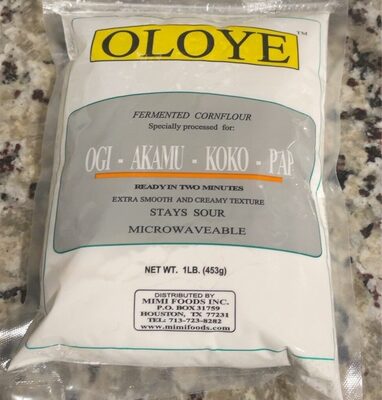 OLOYE™
FERMENTED CORNFLOUR
Specially processed for:
OGI - AKAMU - KOKO - PAP
READY IN TWO MINUTES
EXTRA SMOOTH AND CREAMY TEXTURE
STAYS SOUR
MICROWAVEABLE
NET WT. 1LB. (453g)
DISTRIBUTED BY
MIMI FOODS INC.
P.O. BOX 31759
HOUSTON, TX 77231
TEL: 713-723-8282
www.mimifoods.com